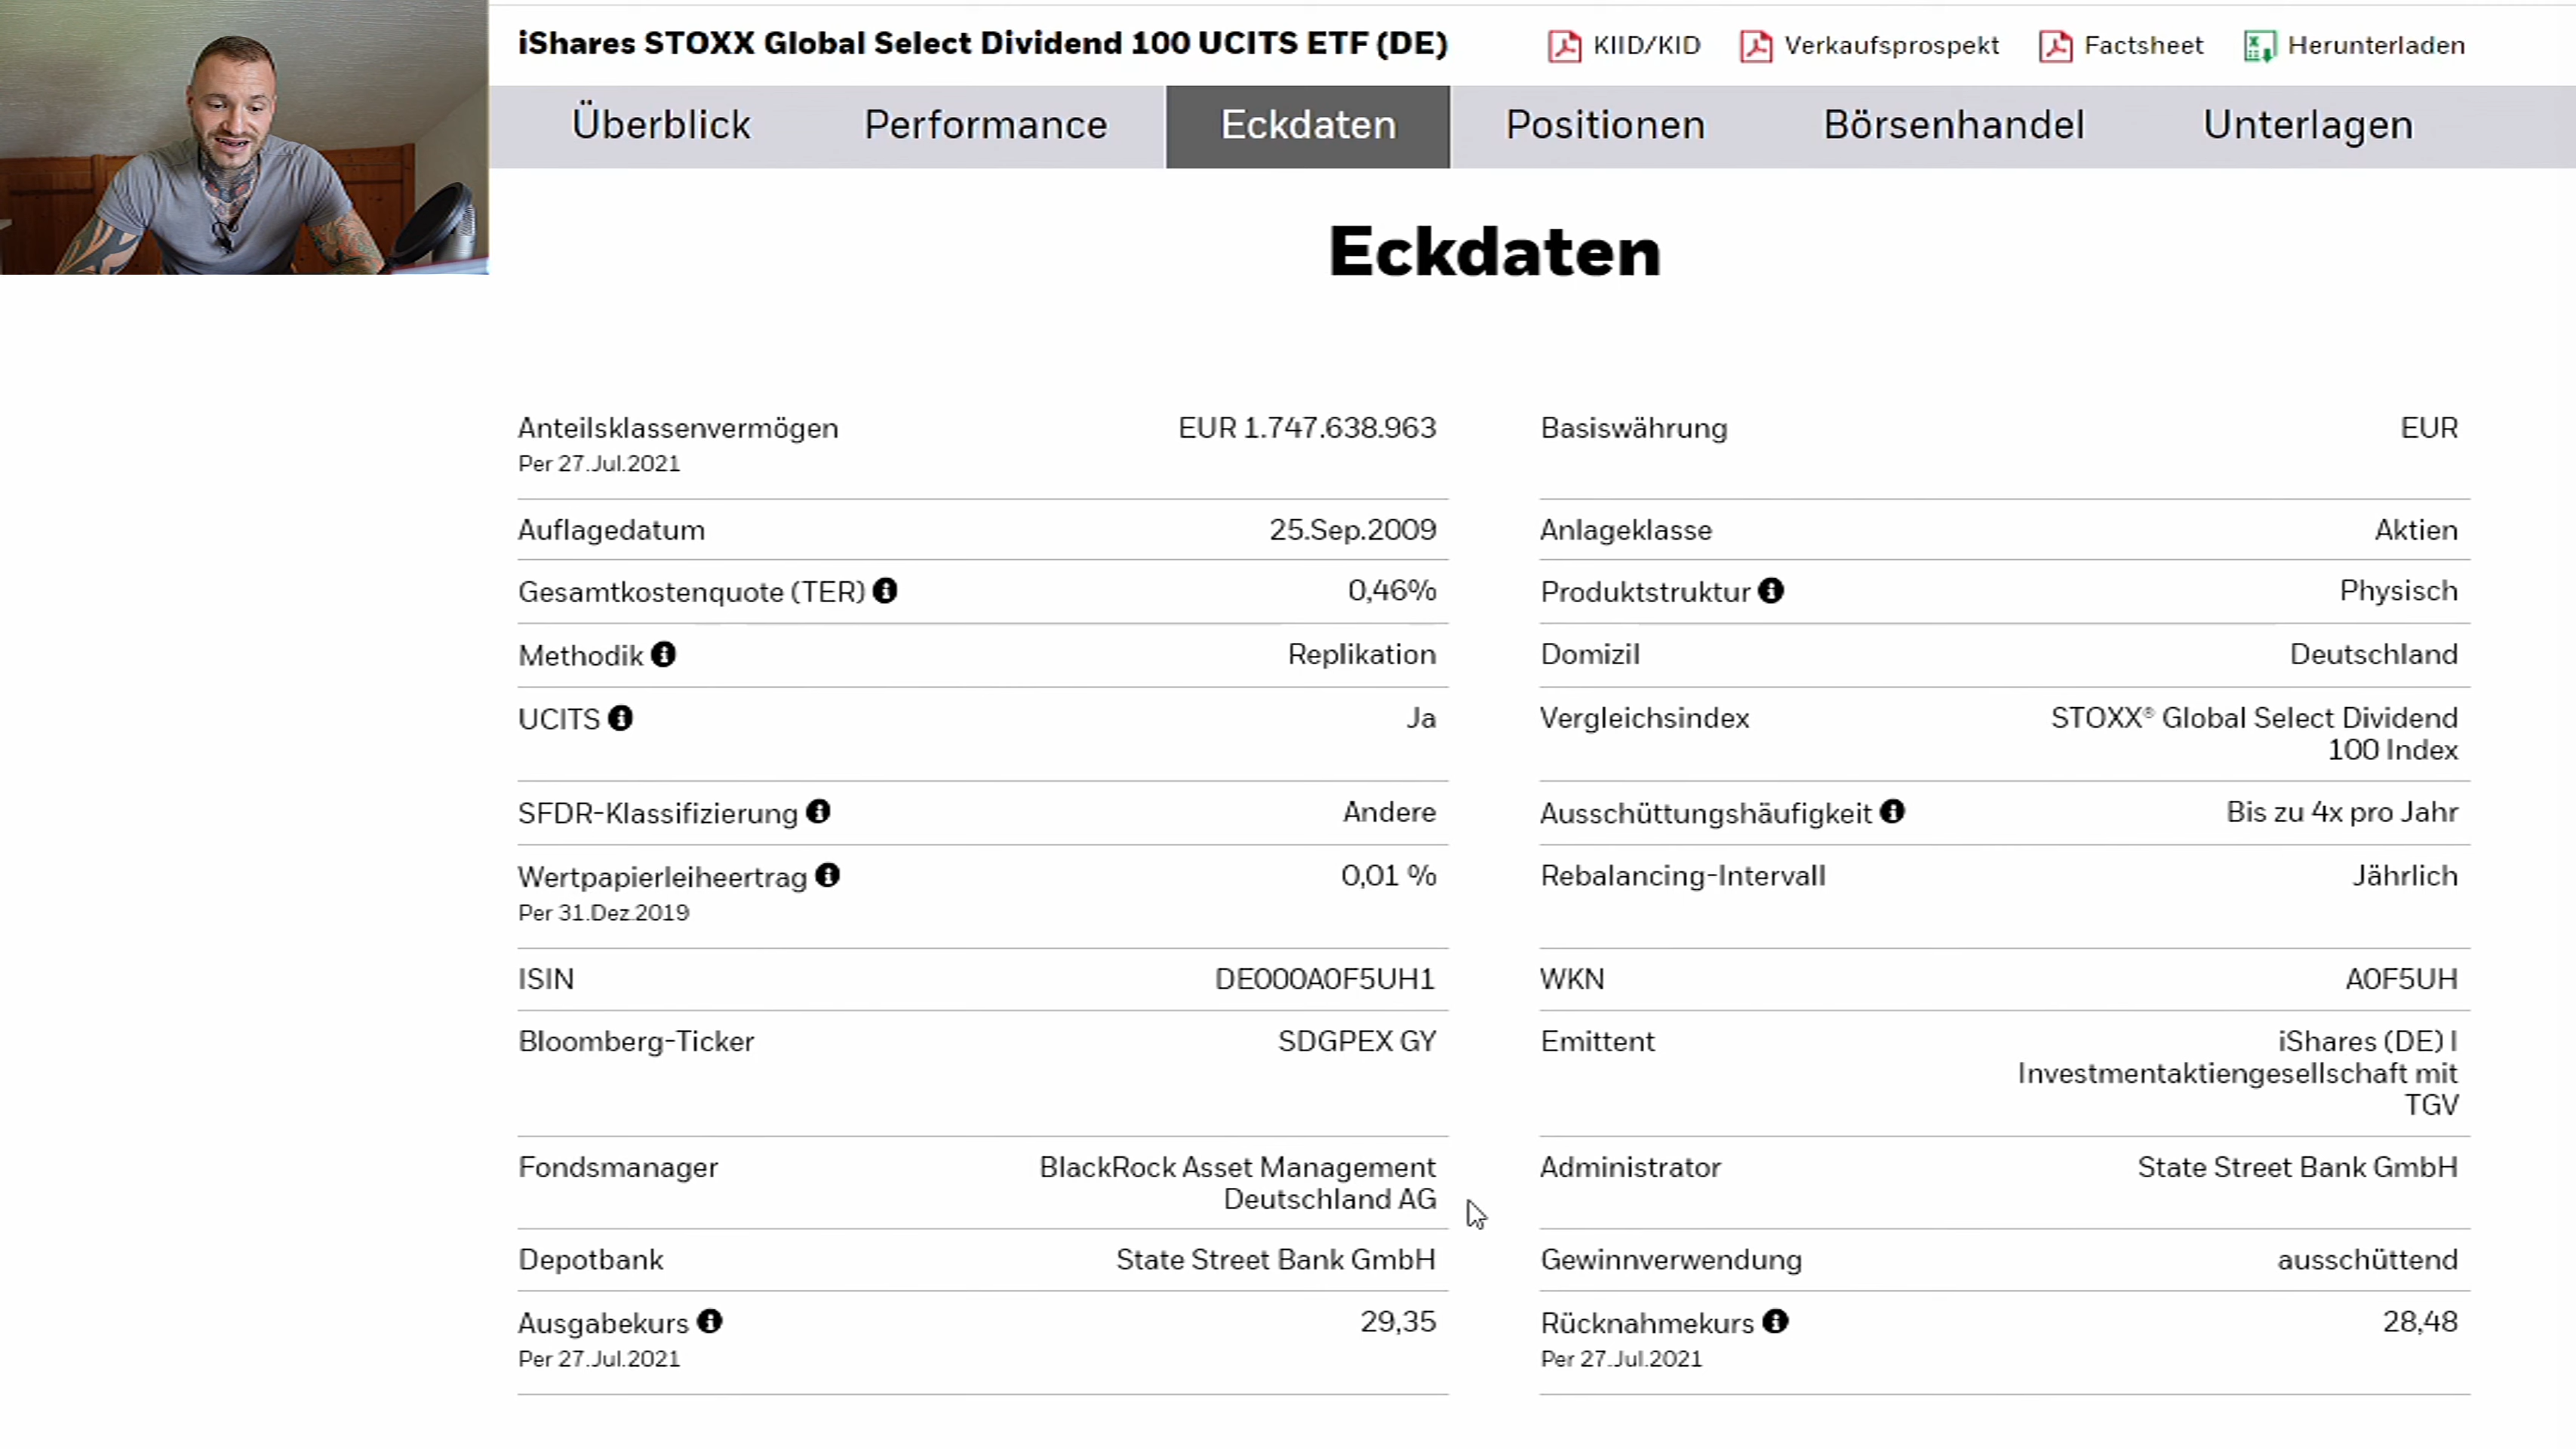 iShares STOXX Global Select Dividend 100 UCITS ETF (DE)
KIID/KID
Verkaufsprospekt
Factsheet
Herunterladen
Überblick
Performance
Eckdaten
Positionen
Börsenhandel
Unterlagen
Eckdaten
Anteilsklassenvermögen
EUR 1.747.638.963
Per 27.Jul.2021
Basiswährung
EUR
Auflagedatum
25.Sep.2009
Anlageklasse
Aktien
Gesamtkostenquote (TER)
0,46%
Produktstruktur
Physisch
Methodik
Replikation
Domizil
Deutschland
UCITS
Ja
Vergleichsindex
STOXX® Global Select Dividend
100 Index
SFDR-Klassifizierung
Andere
Ausschüttungshäufigkeit
Bis zu 4x pro Jahr
Wertpapierleiheertrag
0,01 %
Per 31.Dez.2019
Rebalancing-Intervall
Jährlich
ISIN
DE000A0F5UH1
WKN
A0F5UH
Bloomberg-Ticker
SDGPEX GY
Emittent
iShares (DE) I
Investmentaktiengesellschaft mit
TGV
Fondsmanager
BlackRock Asset Management
Deutschland AG
Administrator
State Street Bank GmbH
Depotbank
State Street Bank GmbH
Gewinnverwendung
ausschüttend
Ausgabekurs
29,35
Per 27.Jul.2021
Rücknahmekurs
28,48
Per 27.Jul.2021